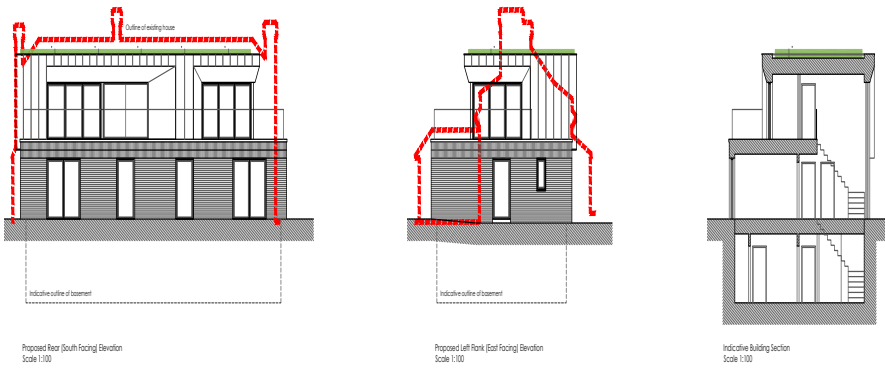 Outline of existing house
Indicative outline of basement
Indicative outline of basement
Proposed Rear (South Facing) Elevation
Scale 1:100
Proposed Left Flank (East Facing) Elevation
Scale 1:100
Indicative Building Section
Scale 1:100